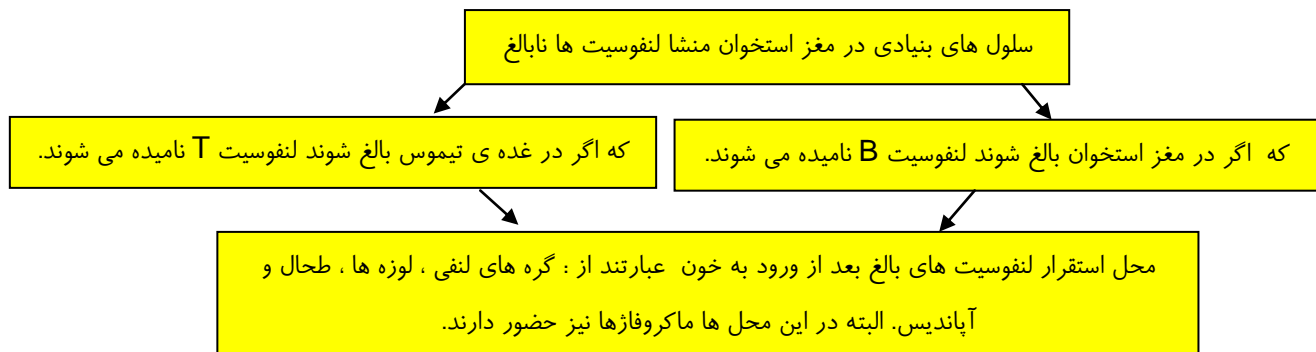 سلول های بنیادی در مغز استخوان منشا لنفوسیت ها نابالغ
که اگر در مغز استخوان بالغ شوند لنفوسیت B نامیده می شوند.
که اگر در غده ی تیموس بالغ شوند لنفوسیت T نامیده می شوند.
محل استقرار لنفوسیت های بالغ بعد از ورود به خون عبارتند از : گره های لنفی ، لوزه ها ، طحال و
آپاندیس. البته در این محل ها ماکروفاژها نیز حضور دارند.